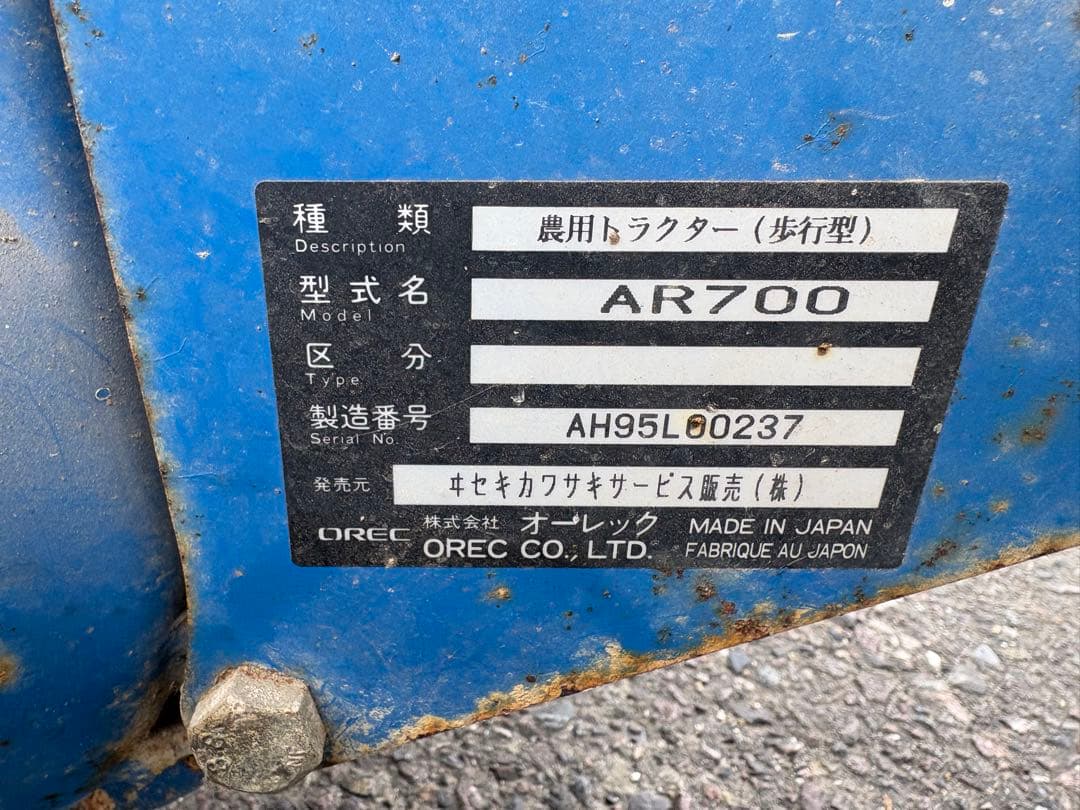 種類 農用トラクター(歩行型)
Description
型式名 AR700
Model
区分
Type
製造番号 AH95L00237
Serial No.
発売元 ヰセキカワサキサービス販売(株)
OREC 株式会社 オーレック MADE IN JAPAN
OREC CO., LTD. FABRIQUE AU JAPON